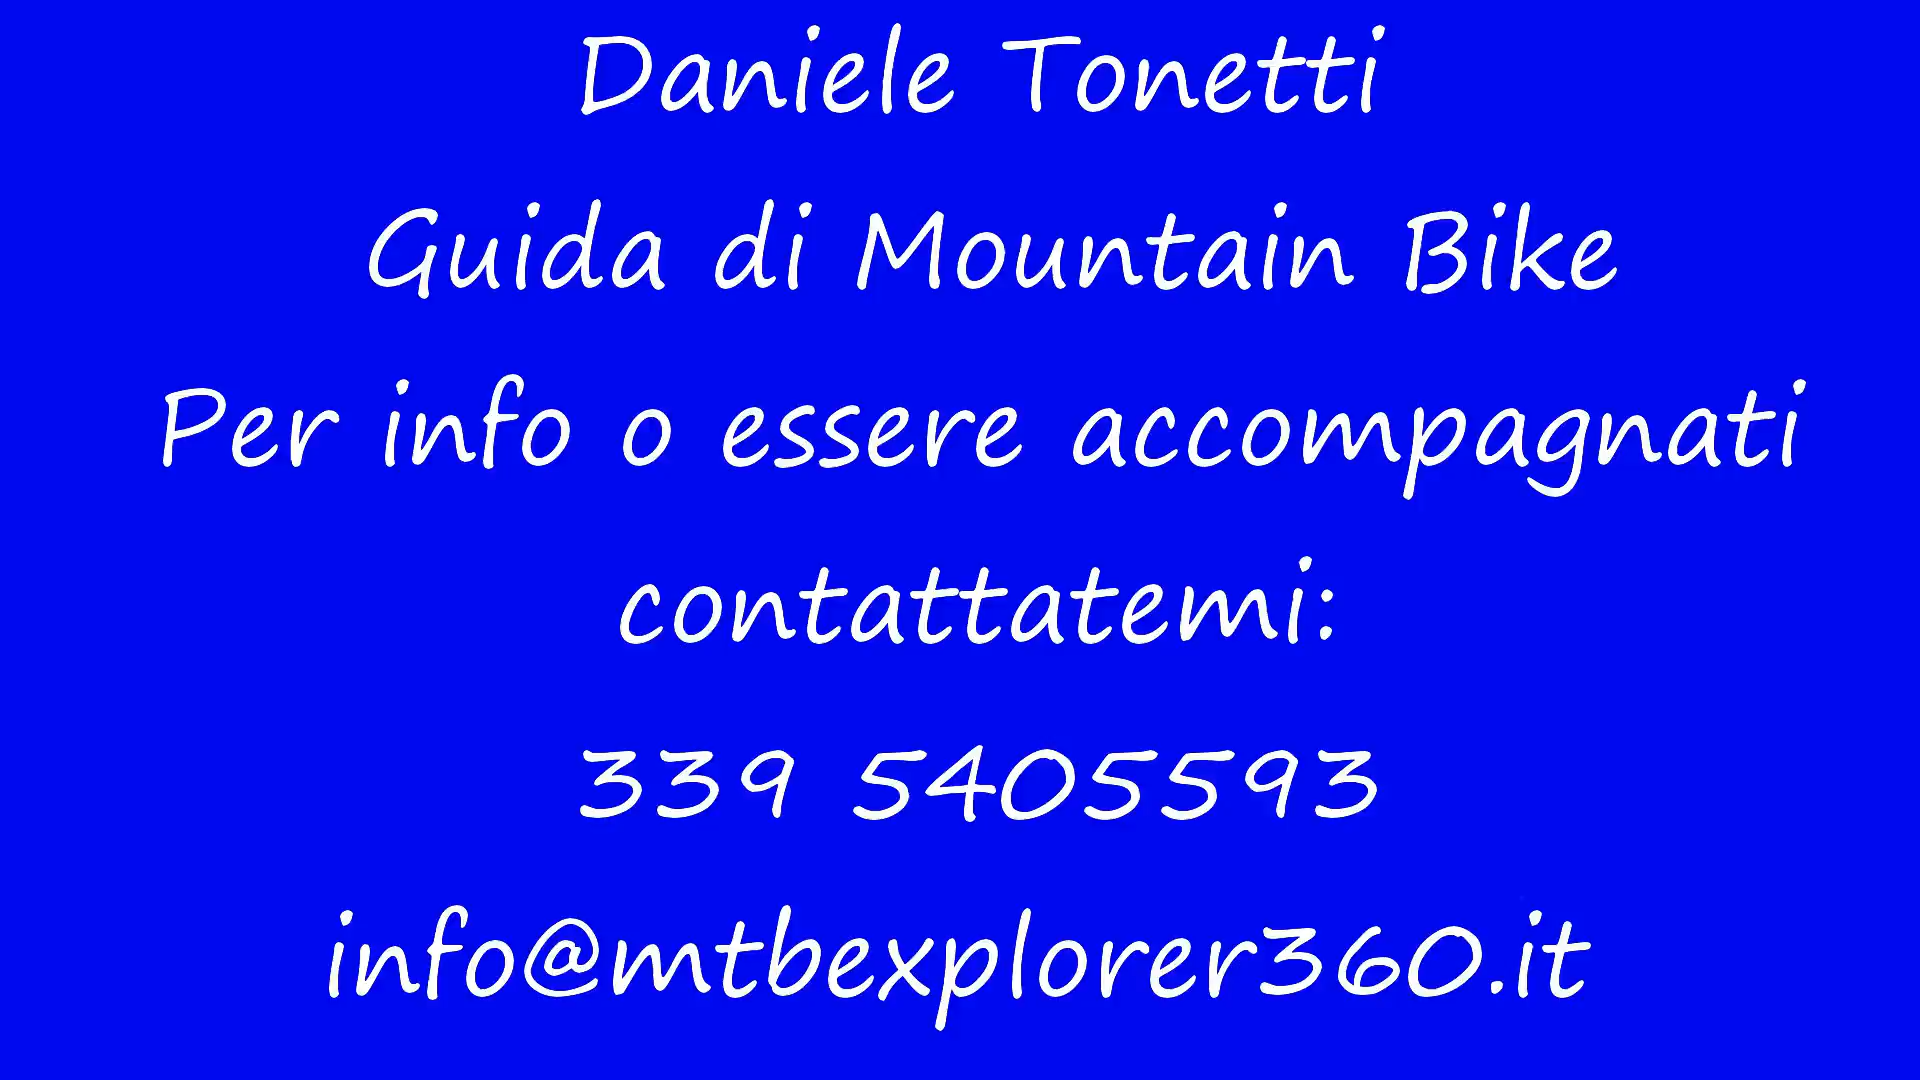 Daniele Tonetti
Guida di Mountain Bike
Per info o essere accompagnati
contattatemi:
339 5405593
info@mtbexplorer360.it